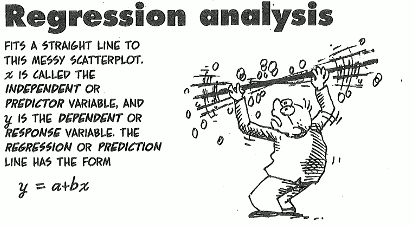 Regression analysis
FITS A STRAIGHT LINE TO
THIS MESSY SCATTERPLOT.
x IS CALLED THE
INDEPENDENT OR
PREDICTOR VARIABLE, AND
y IS THE DEPENDENT OR
RESPONSE VARIABLE. THE
REGRESSION OR PREDICTION
LINE HAS THE FORM
y = a+bx